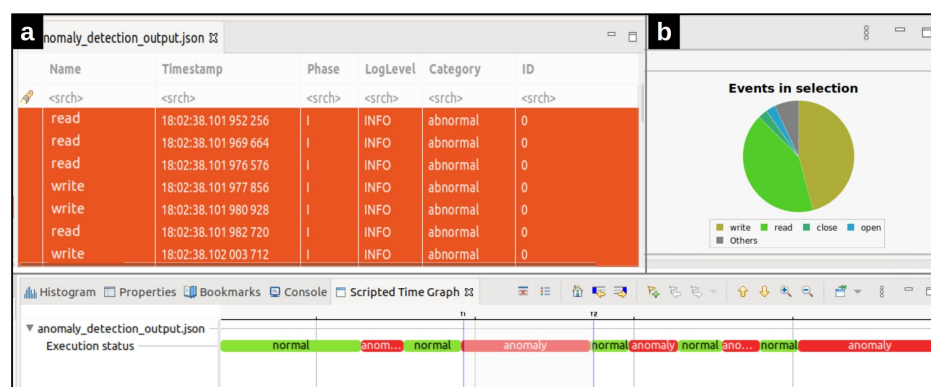 a
nomaly_detection_output.json
b
Name Timestamp Phase LogLevel Category ID
<srch> <srch> <srch> <srch> <srch> <srch>
read 18:02:38.101 952 256 I INFO abnormal 0
read 18:02:38.101 969 664 I INFO abnormal 0
read 18:02:38.101 976 576 I INFO abnormal 0
write 18:02:38.101 977 856 I INFO abnormal 0
write 18:02:38.101 980 928 I INFO abnormal 0
read 18:02:38.101 982 720 I INFO abnormal 0
write 18:02:38.102 003 712 I INFO abnormal 0
Events in selection
write read close open
Others
Histogram Properties Bookmarks Console Scripted Time Graph
T1 T2
anomaly_detection_output.json
Execution status normal anom... normal anomaly normal anomaly normal ano... normal anomaly